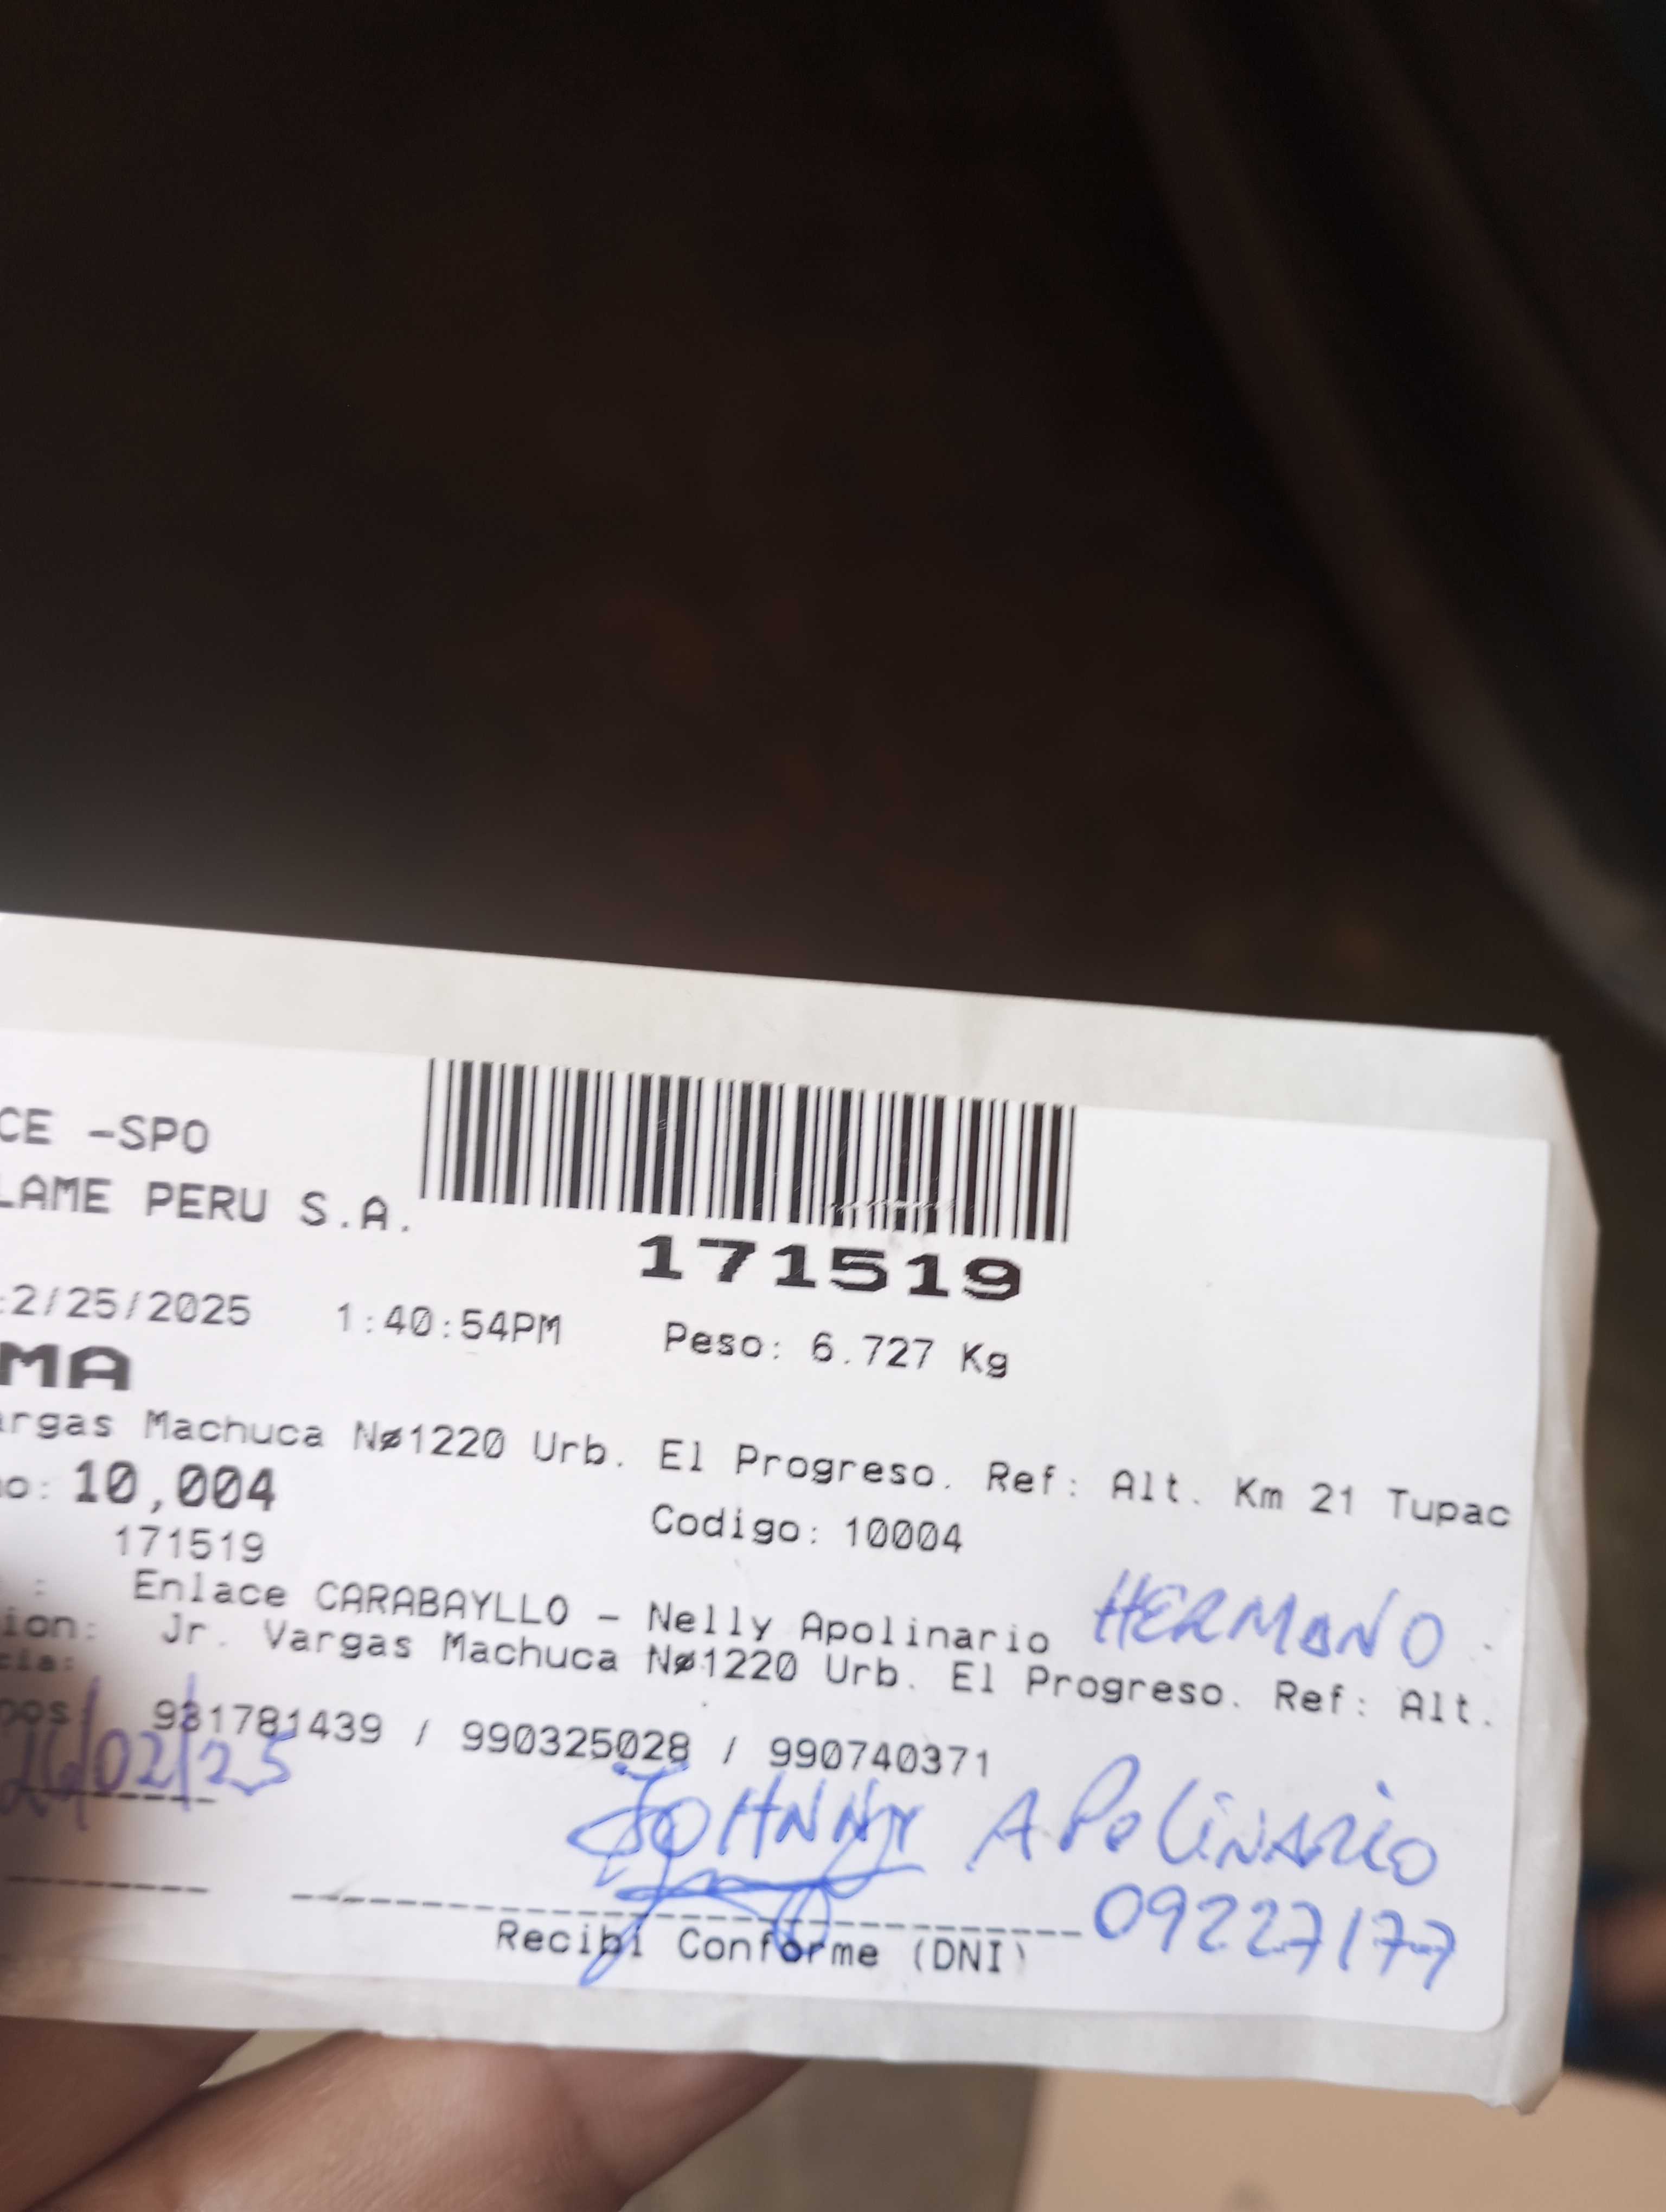 CE -SPO
LAME PERU S.A.
171519
:2/25/2025 1:40:54PM Peso: 6.727 Kg
MA
argas Machuca Nø1220 Urb. El Progreso. Ref: Alt. Km 21 Tupac
no: 10,004 Codigo: 10004
171519
: Enlace CARABAYLLO - Nelly Apolinario HERMANO
ion: Jr. Vargas Machuca Nø1220 Urb. El Progreso. Ref: Alt.
cia:
pos: 931781439 / 990325028 / 990740371
26/02/25
JOHNNY APOLINARIO
09227177
Recibi Conforme (DNI)